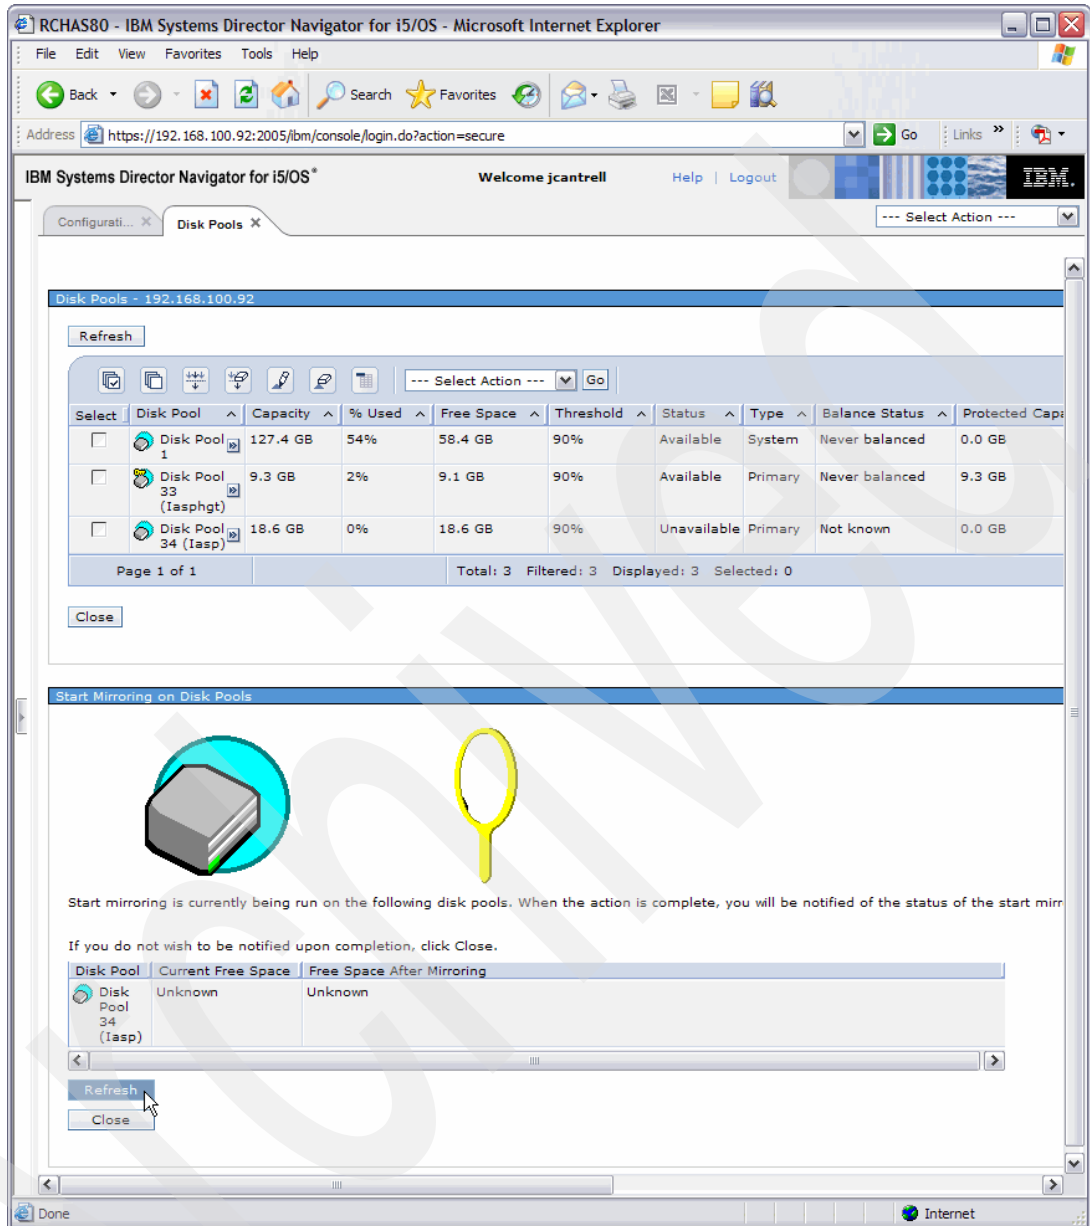 RCHAS80 - IBM Systems Director Navigator for i5/OS - Microsoft Internet Explorer
File Edit View Favorites Tools Help
Back Search Favorites
Address https://192.168.100.92:2005/ibm/console/login.do?action=secure Go Links »
IBM Systems Director Navigator for i5/OS® Welcome jcantrell Help | Logout IBM.
Configurati... Disk Pools --- Select Action ---
Disk Pools - 192.168.100.92
Refresh
--- Select Action --- Go
Select Disk Pool Capacity % Used Free Space Threshold Status Type Balance Status Protected Capa
Disk Pool 127.4 GB 54% 58.4 GB 90% Available System Never balanced 0.0 GB
1
Disk Pool 9.3 GB 2% 9.1 GB 90% Available Primary Never balanced 9.3 GB
33
(Iasphgt)
Disk Pool 18.6 GB 0% 18.6 GB 90% Unavailable Primary Not known 0.0 GB
34 (Iasp)
Page 1 of 1 Total: 3 Filtered: 3 Displayed: 3 Selected: 0
Close
Start Mirroring on Disk Pools
Start mirroring is currently being run on the following disk pools. When the action is complete, you will be notified of the status of the start mirr
If you do not wish to be notified upon completion, click Close.
Disk Pool Current Free Space Free Space After Mirroring
Disk Unknown Unknown
Pool
34
(Iasp)
Refresh
Close
Done Internet
Archived